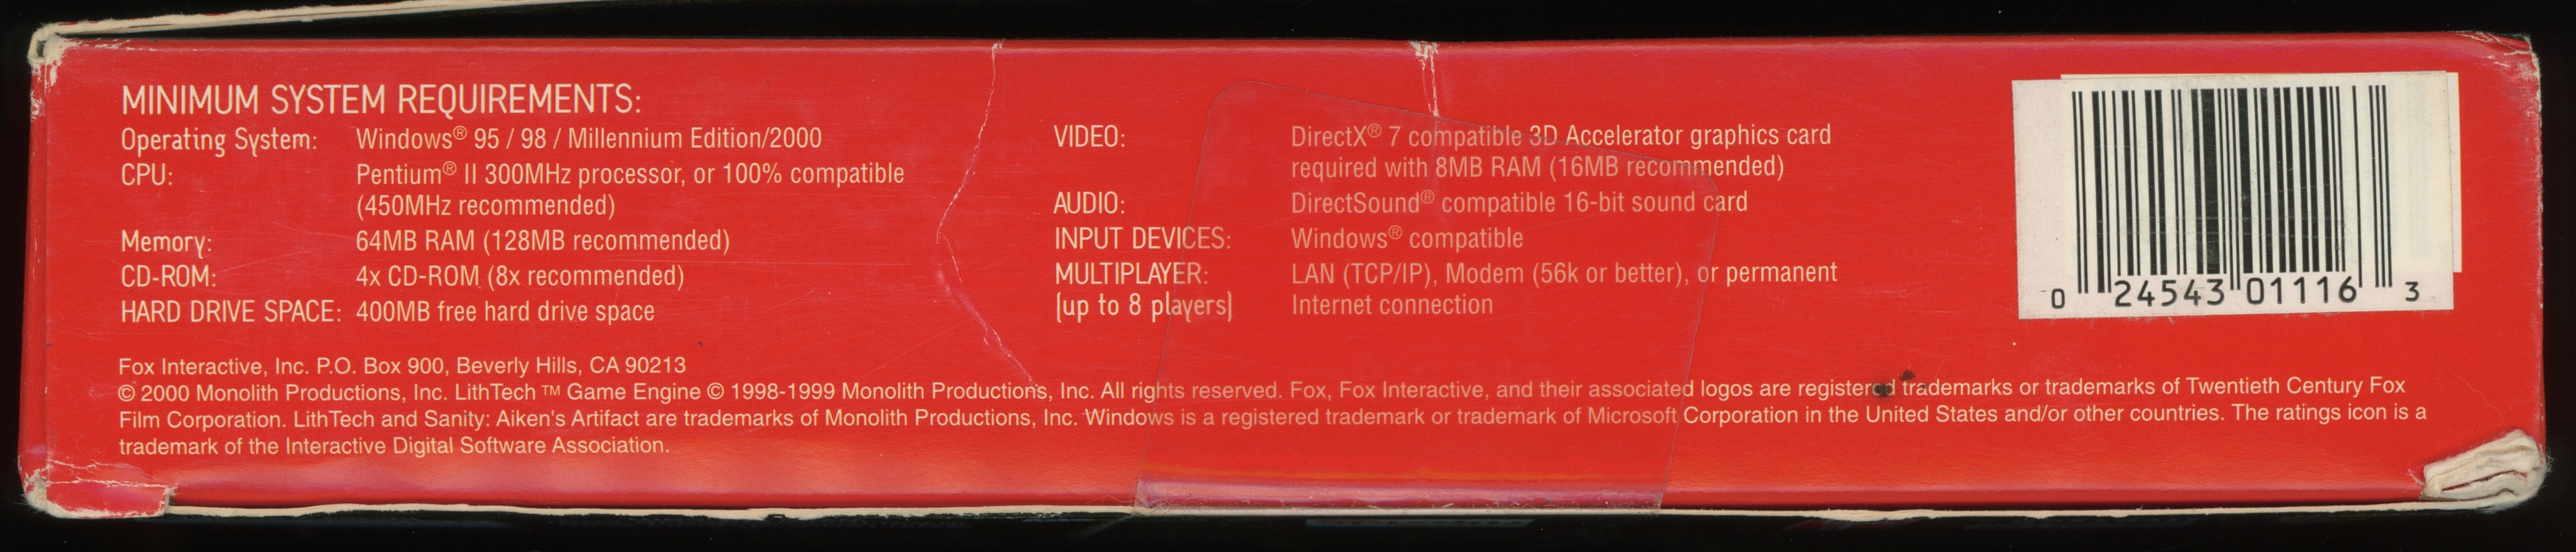 MINIMUM SYSTEM REQUIREMENTS:
Operating System: Windows® 95 / 98 / Millennium Edition/2000
CPU: Pentium® II 300MHz processor, or 100% compatible
(450MHz recommended)
Memory: 64MB RAM (128MB recommended)
CD-ROM: 4x CD-ROM (8x recommended)
HARD DRIVE SPACE: 400MB free hard drive space
VIDEO: DirectX® 7 compatible 3D Accelerator graphics card
required with 8MB RAM (16MB recommended)
AUDIO: DirectSound® compatible 16-bit sound card
INPUT DEVICES: Windows® compatible
MULTIPLAYER: LAN (TCP/IP), Modem (56k or better), or permanent
(up to 8 players) Internet connection
0 24543 01116 3
Fox Interactive, Inc. P.O. Box 900, Beverly Hills, CA 90213
© 2000 Monolith Productions, Inc. LithTech ™ Game Engine © 1998-1999 Monolith Productions, Inc. All rights reserved. Fox, Fox Interactive, and their associated logos are registered trademarks or trademarks of Twentieth Century Fox
Film Corporation. LithTech and Sanity: Aiken's Artifact are trademarks of Monolith Productions, Inc. Windows is a registered trademark or trademark of Microsoft Corporation in the United States and/or other countries. The ratings icon is a
trademark of the Interactive Digital Software Association.